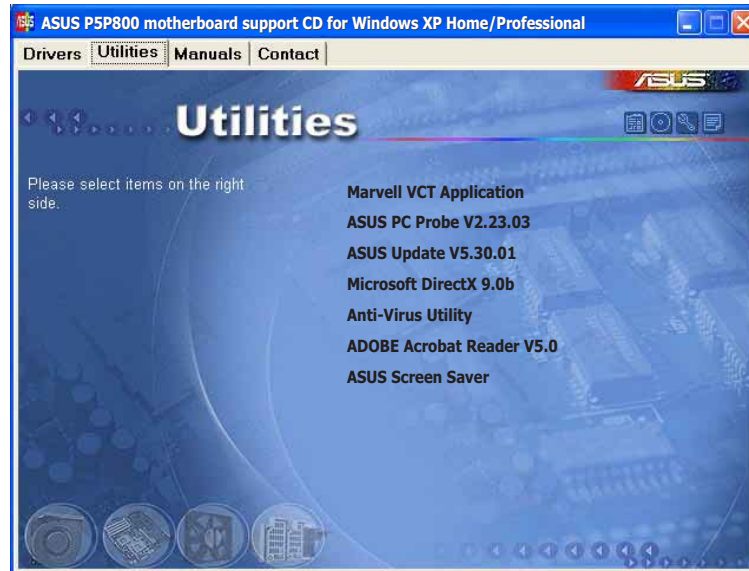 ASUS P5P800 motherboard support CD for Windows XP Home/Professional
Drivers Utilities Manuals Contact
ASUS
Utilities
Please select items on the right
side.
Marvell VCT Application
ASUS PC Probe V2.23.03
ASUS Update V5.30.01
Microsoft DirectX 9.0b
Anti-Virus Utility
ADOBE Acrobat Reader V5.0
ASUS Screen Saver